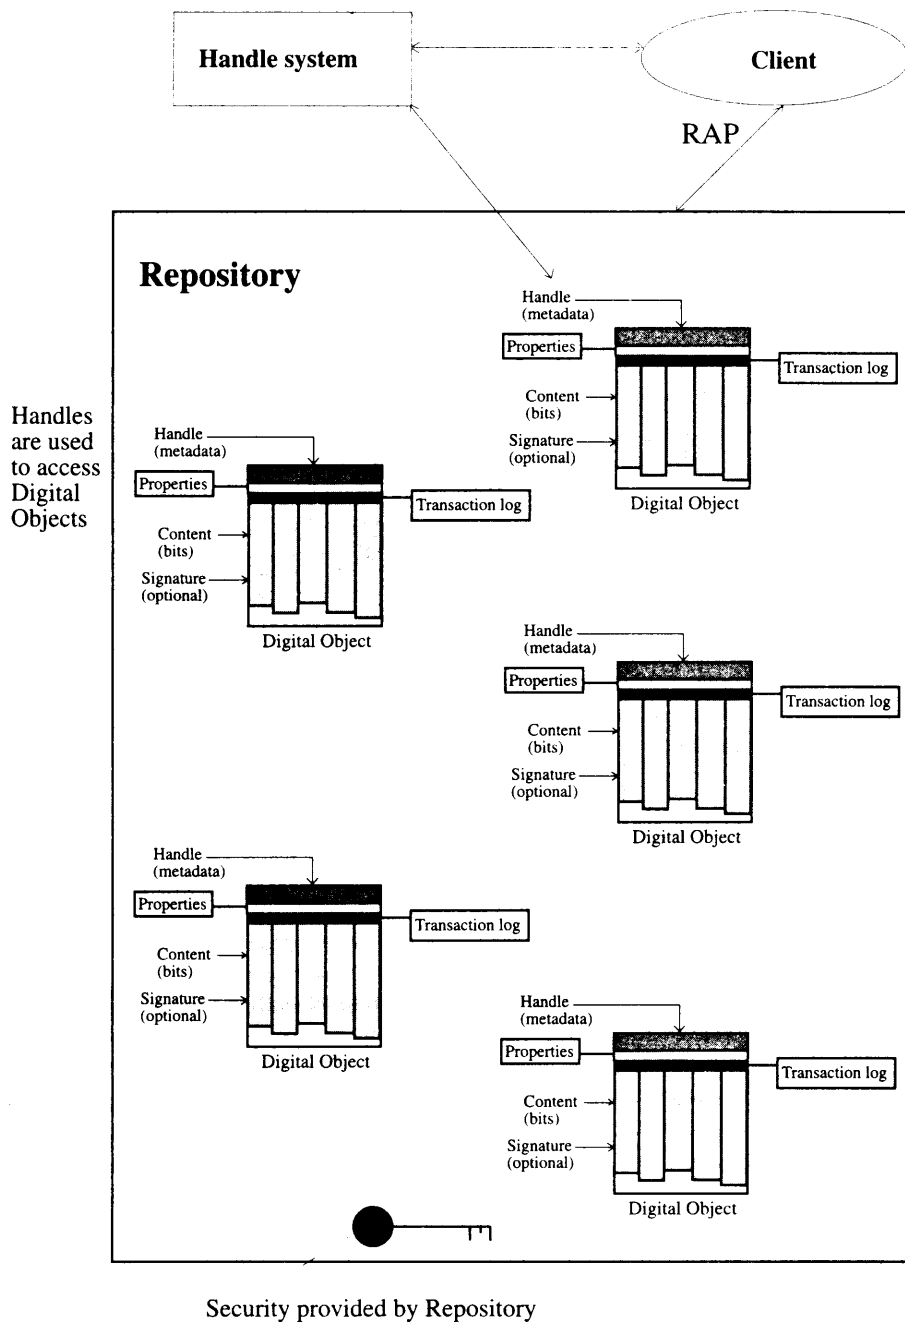 Handle system
Client
RAP
Repository
Handle
(metadata)
Properties
Transaction log
Content
(bits)
Signature
(optional)
Digital Object
Handles
are used
to access
Digital
Objects
Handle
(metadata)
Properties
Transaction log
Content
(bits)
Signature
(optional)
Digital Object
Handle
(metadata)
Properties
Transaction log
Content
(bits)
Signature
(optional)
Digital Object
Handle
(metadata)
Properties
Transaction log
Content
(bits)
Signature
(optional)
Digital Object
Handle
(metadata)
Properties
Transaction log
Content
(bits)
Signature
(optional)
Digital Object
Security provided by Repository